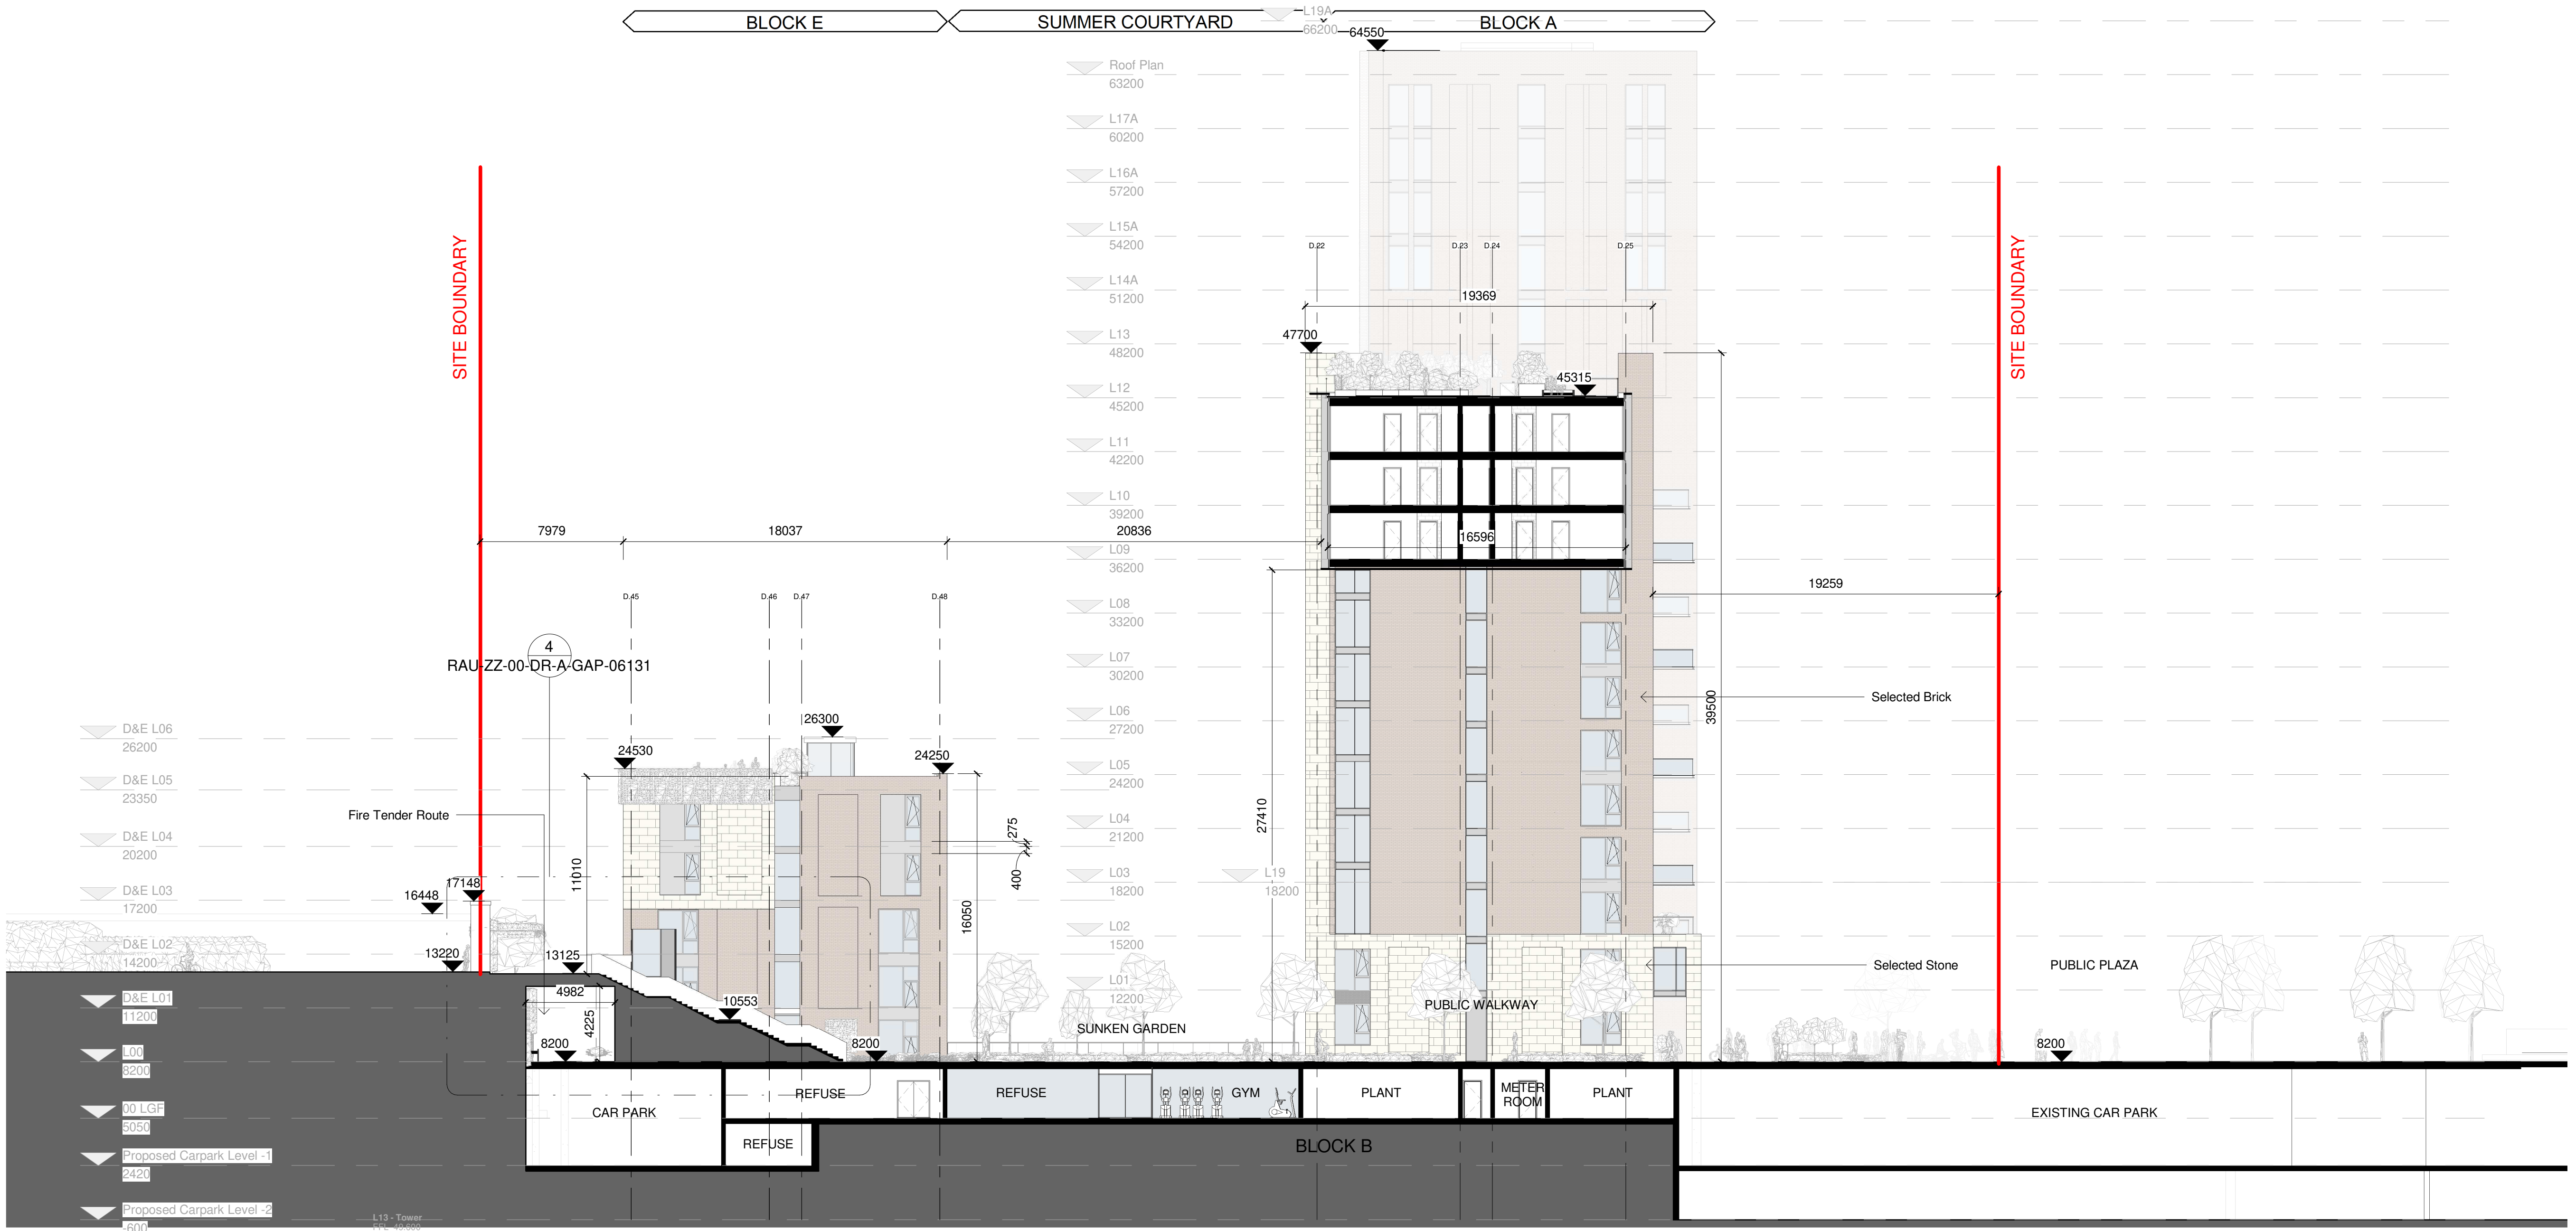 BLOCK E
SUMMER COURTYARD
BLOCK A
L19A
66200
64550
Roof Plan
63200
L17A
60200
L16A
57200
L15A
54200
L14A
51200
L13
48200
L12
45200
L11
42200
L10
39200
L09
36200
L08
33200
L07
30200
L06
27200
L05
24200
L04
21200
L03
18200
L19
18200
L02
15200
L01
12200
SITE BOUNDARY
SITE BOUNDARY
D.22
D.23
D.24
D.25
19369
47700
45315
16596
7979
18037
20836
19259
39500
27410
Selected Brick
Selected Stone
PUBLIC PLAZA
PUBLIC WALKWAY
SUNKEN GARDEN
8200
D.45
D.46
D.47
D.48
4
RAU-ZZ-00-DR-A-GAP-06131
26300
24530
24250
11010
16050
275
400
Fire Tender Route
17148
16448
13220
13125
4982
4225
10553
8200
8200
D&E L06
26200
D&E L05
23350
D&E L04
20200
D&E L03
17200
D&E L02
14200
D&E L01
11200
L00
8200
00 LGF
5050
Proposed Carpark Level -1
2420
Proposed Carpark Level -2
-600
L13 - Tower
CAR PARK
REFUSE
REFUSE
REFUSE
GYM
PLANT
METER
ROOM
PLANT
EXISTING CAR PARK
BLOCK B